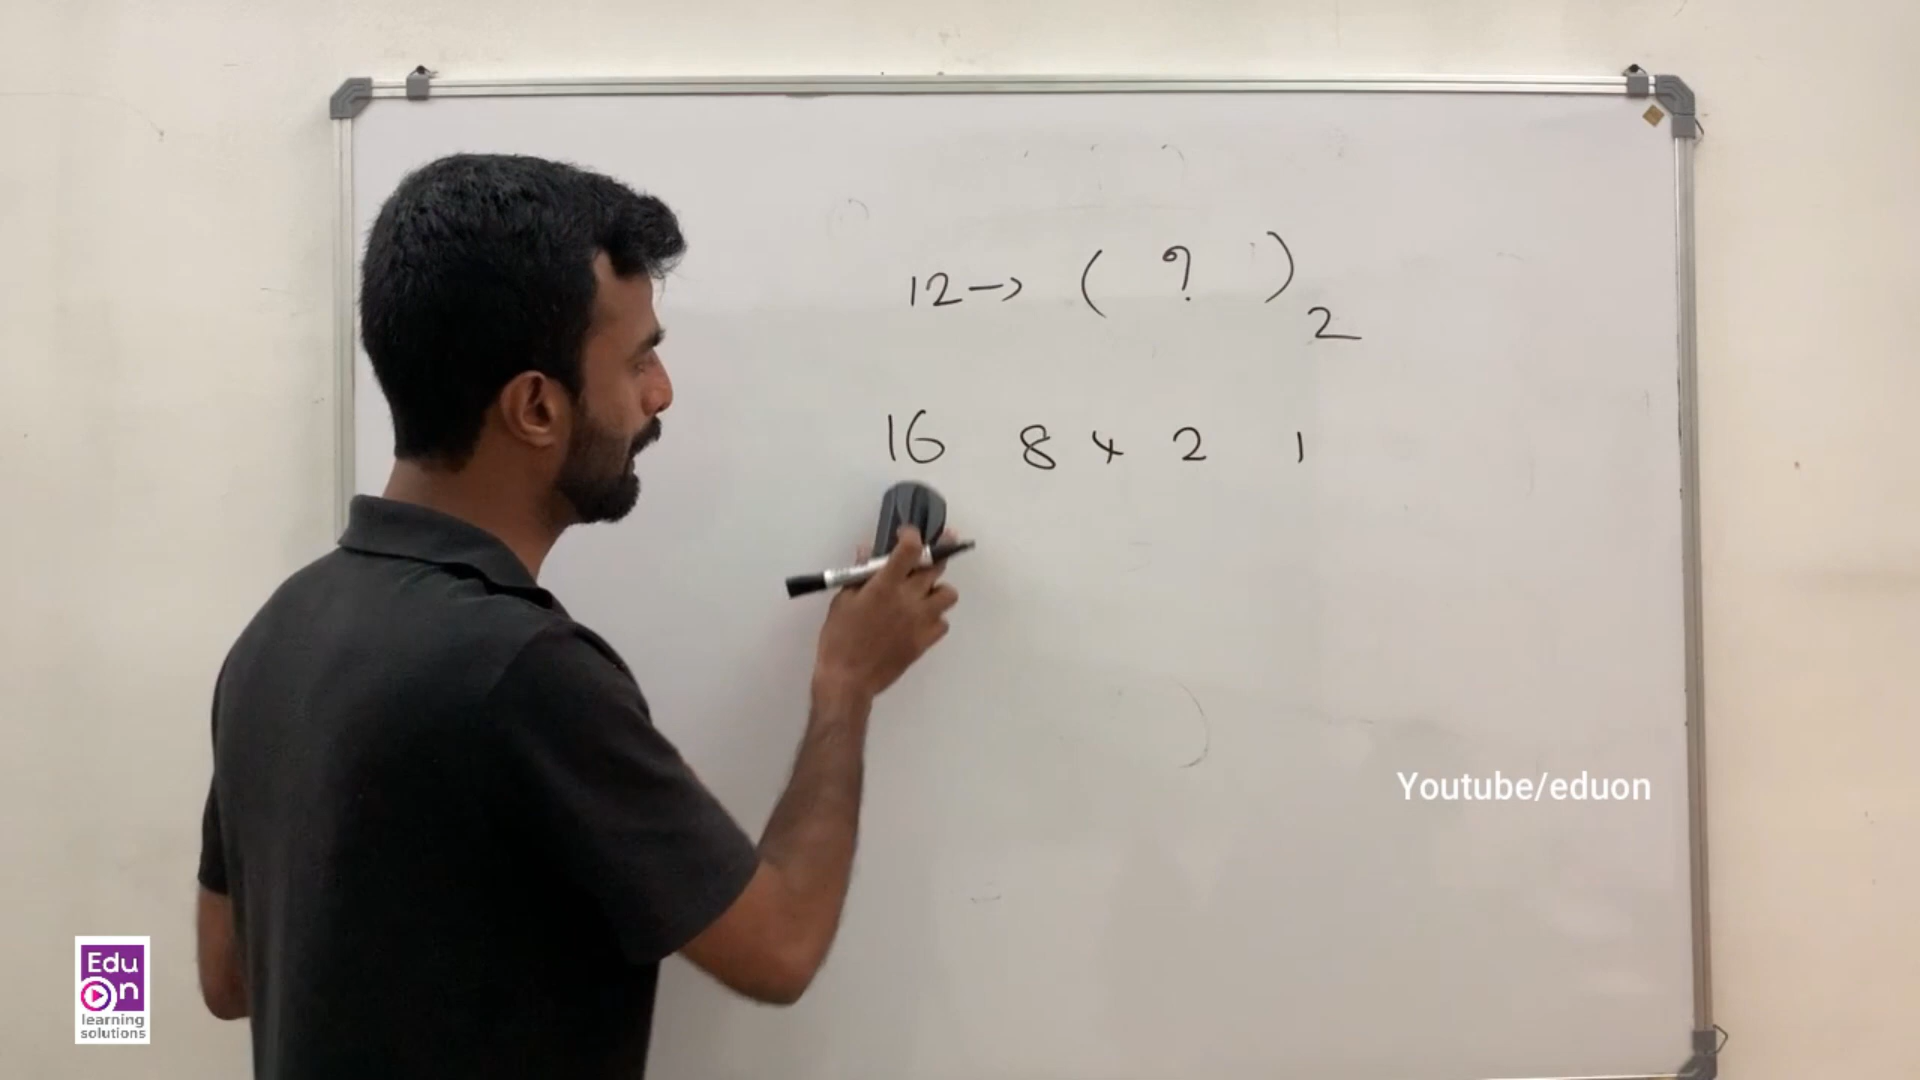 12 → ( ? )2
16 8 4 2 1
Youtube/eduon
Edu
On
learning
solutions